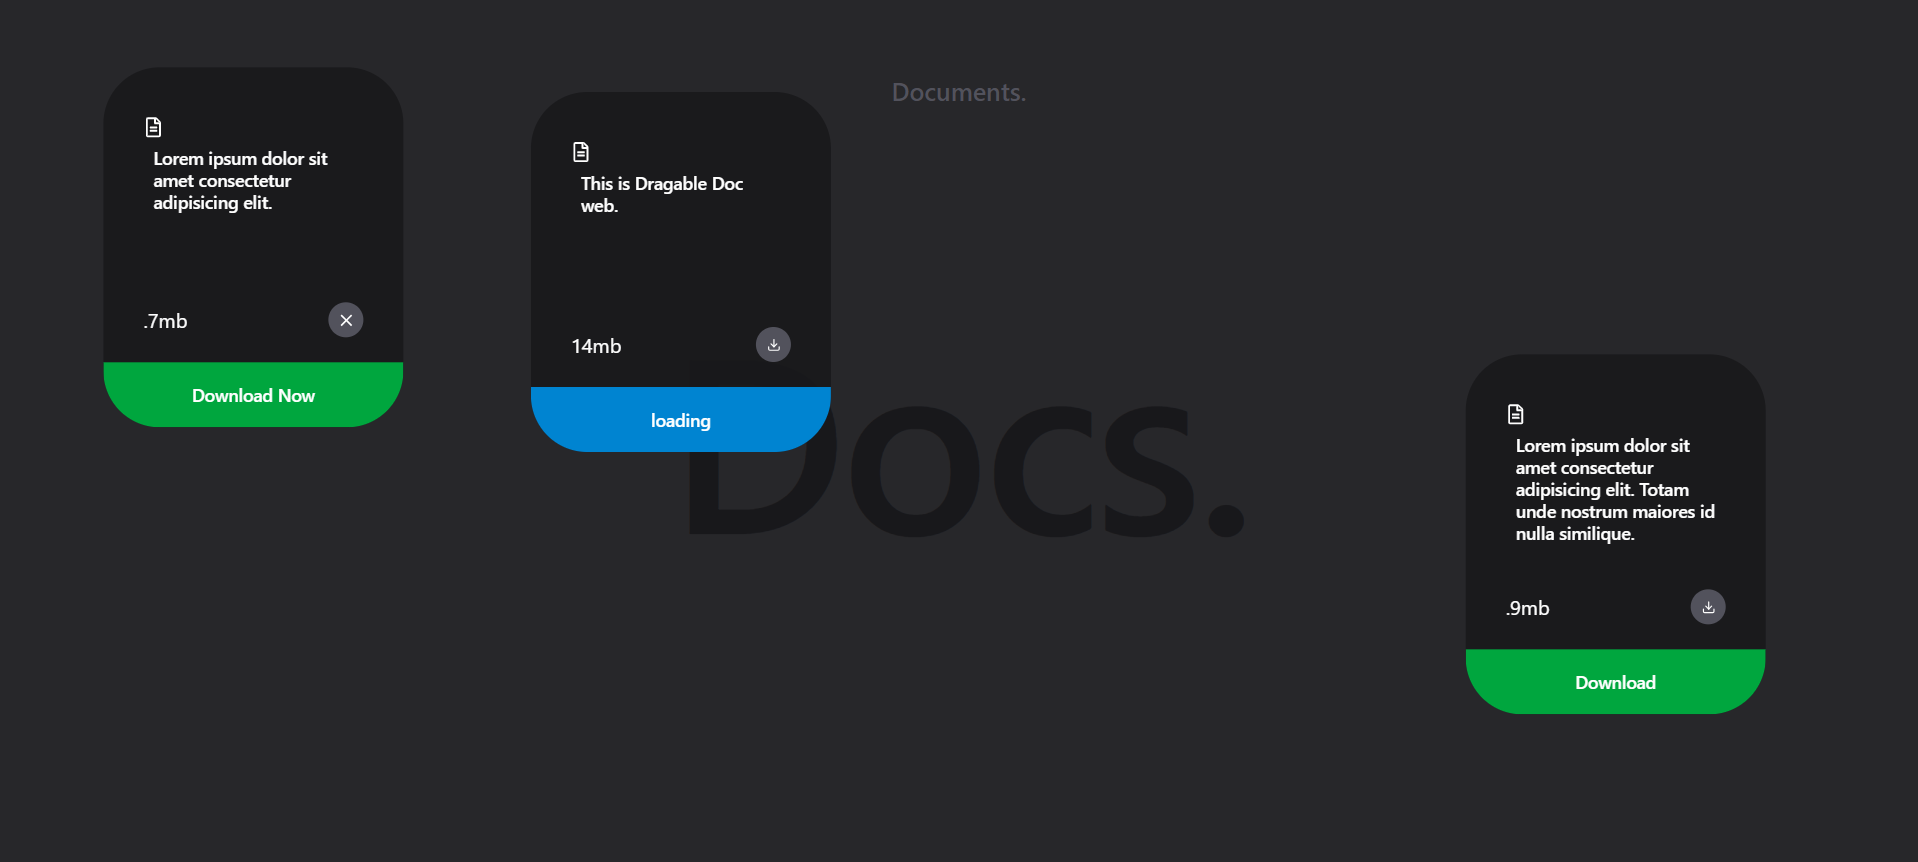 Documents.
Lorem ipsum dolor sit
amet consectetur
adipisicing elit.
.7mb
Download Now
This is Dragable Doc
web.
14mb
loading
Docs.
Lorem ipsum dolor sit
amet consectetur
adipisicing elit. Totam
unde nostrum maiores id
nulla similique.
.9mb
Download